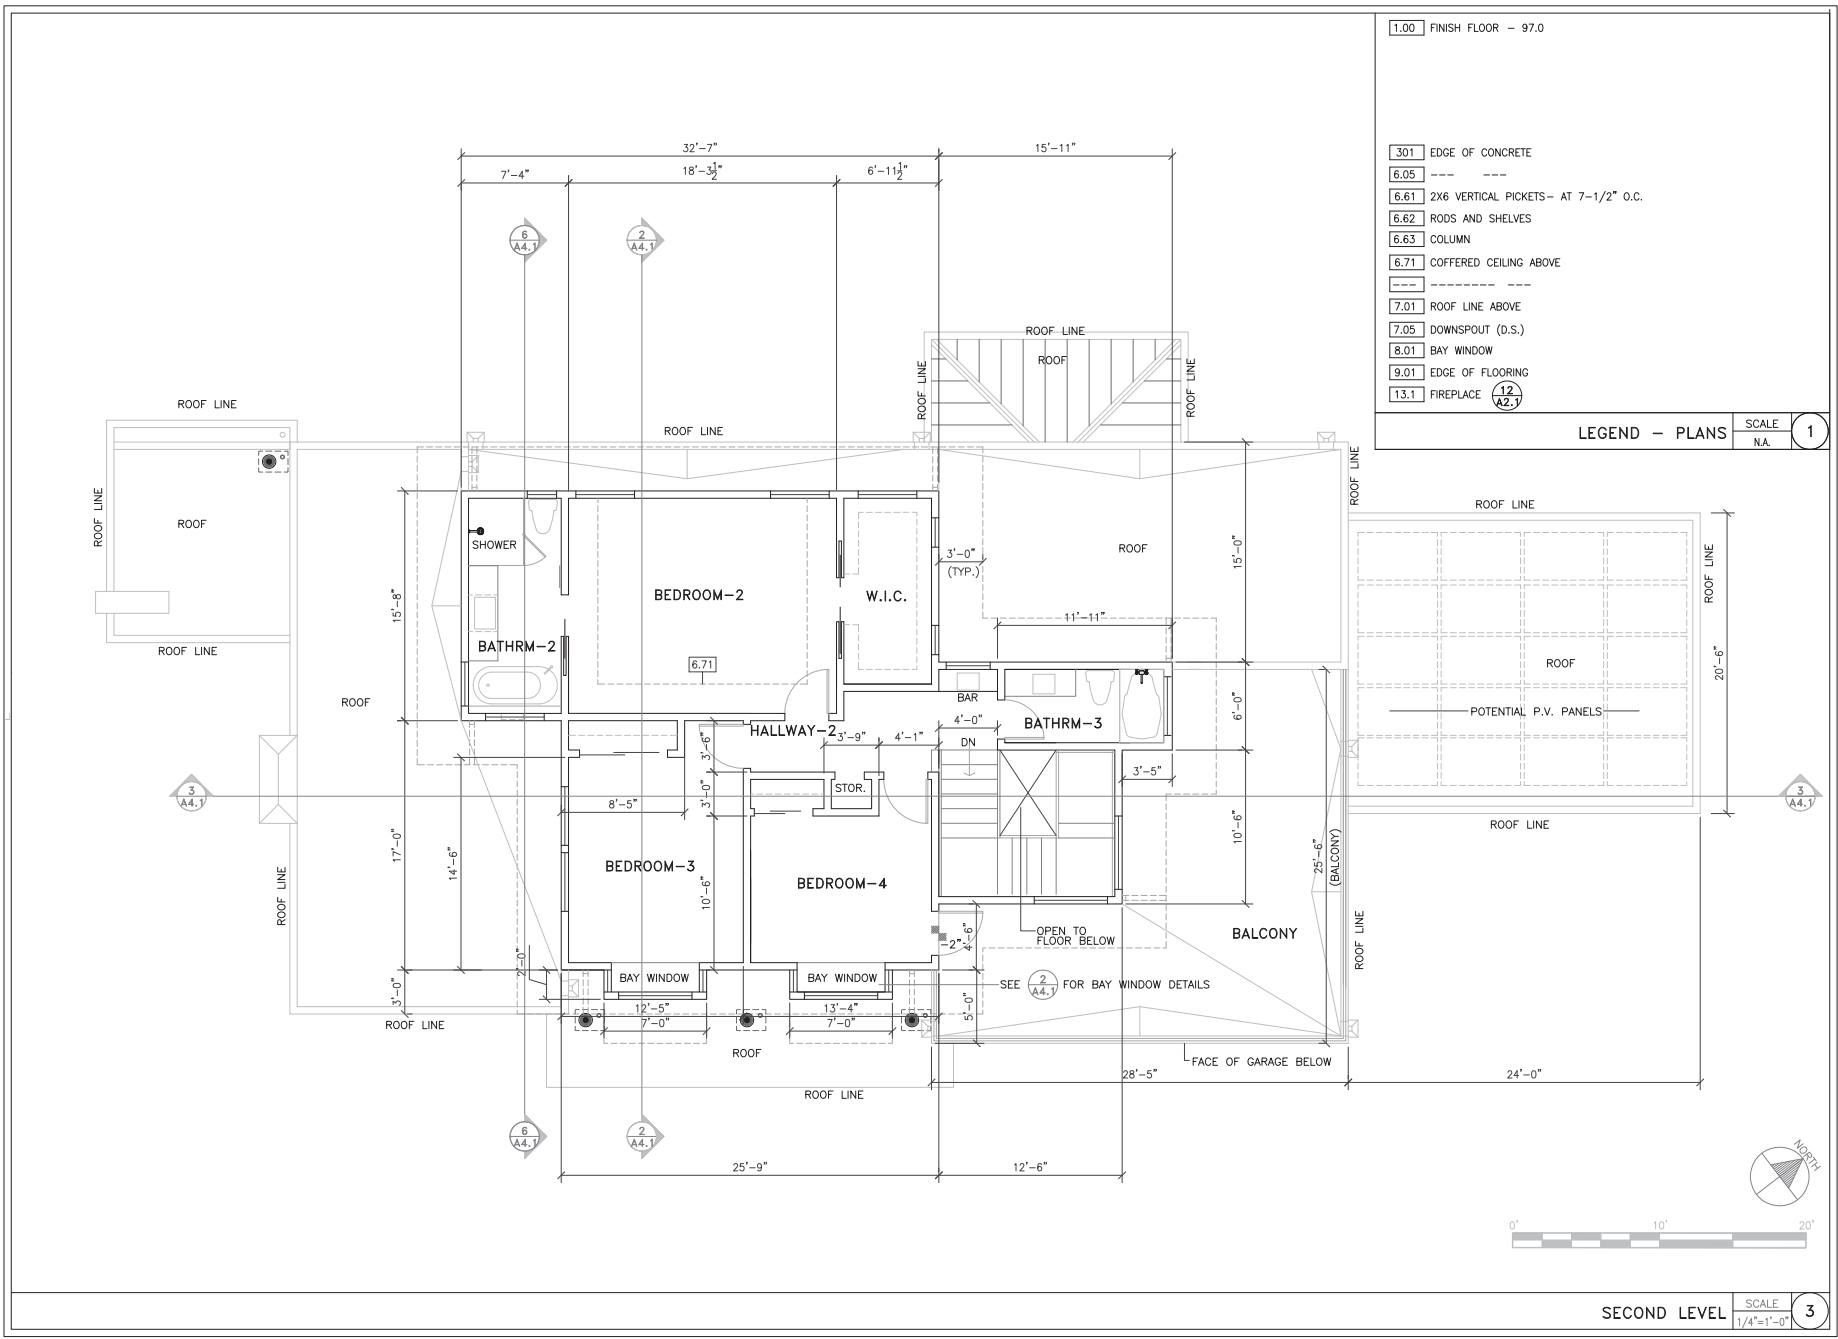 1.00 FINISH FLOOR - 97.0
301 EDGE OF CONCRETE
6.05 --- ---
6.61 2X6 VERTICAL PICKETS- AT 7-1/2" O.C.
6.62 RODS AND SHELVES
6.63 COLUMN
6.71 COFFERED CEILING ABOVE
--- -------- ---
7.01 ROOF LINE ABOVE
7.05 DOWNSPOUT (D.S.)
8.01 BAY WINDOW
9.01 EDGE OF FLOORING
13.1 FIREPLACE 12 A2.1
LEGEND - PLANS SCALE N.A. 1
32'-7" 15'-11"
7'-4" 18'-3 1/2" 6'-11 1/2"
6 A4.1
2 A4.1
ROOF LINE
ROOF
ROOF LINE
ROOF LINE
ROOF LINE
ROOF LINE
ROOF LINE
ROOF LINE
ROOF
ROOF LINE
ROOF
SHOWER
BATHRM-2
BEDROOM-2
6.71
W.I.C.
3'-0"
(TYP.)
ROOF
15'-0"
11'-11"
15'-8"
ROOF LINE
ROOF LINE
ROOF LINE
ROOF
20'-6"
POTENTIAL P.V. PANELS
ROOF LINE
BAR
4'-0"
DN
BATHRM-3
6'-0"
HALLWAY-2
3'-9" 4'-1"
3'-6"
3'-0"
STOR.
3'-5"
3 A4.1
3 A4.1
8'-5"
17'-0"
14'-6"
BEDROOM-3
10'-6"
BEDROOM-4
10'-6"
25'-6"
(BALCONY)
ROOF LINE
OPEN TO
FLOOR BELOW
BALCONY
ROOF LINE
-2"
4'-6"
2'-0"
BAY WINDOW
BAY WINDOW
SEE 2 A4.1 FOR BAY WINDOW DETAILS
3'-0"
5'-0"
12'-5" 13'-4"
7'-0" 7'-0"
ROOF LINE
ROOF
FACE OF GARAGE BELOW
28'-5" 24'-0"
ROOF LINE
6 A4.1
2 A4.1
25'-9" 12'-6"
NORTH
0' 10' 20'
SECOND LEVEL SCALE 1/4"=1'-0" 3